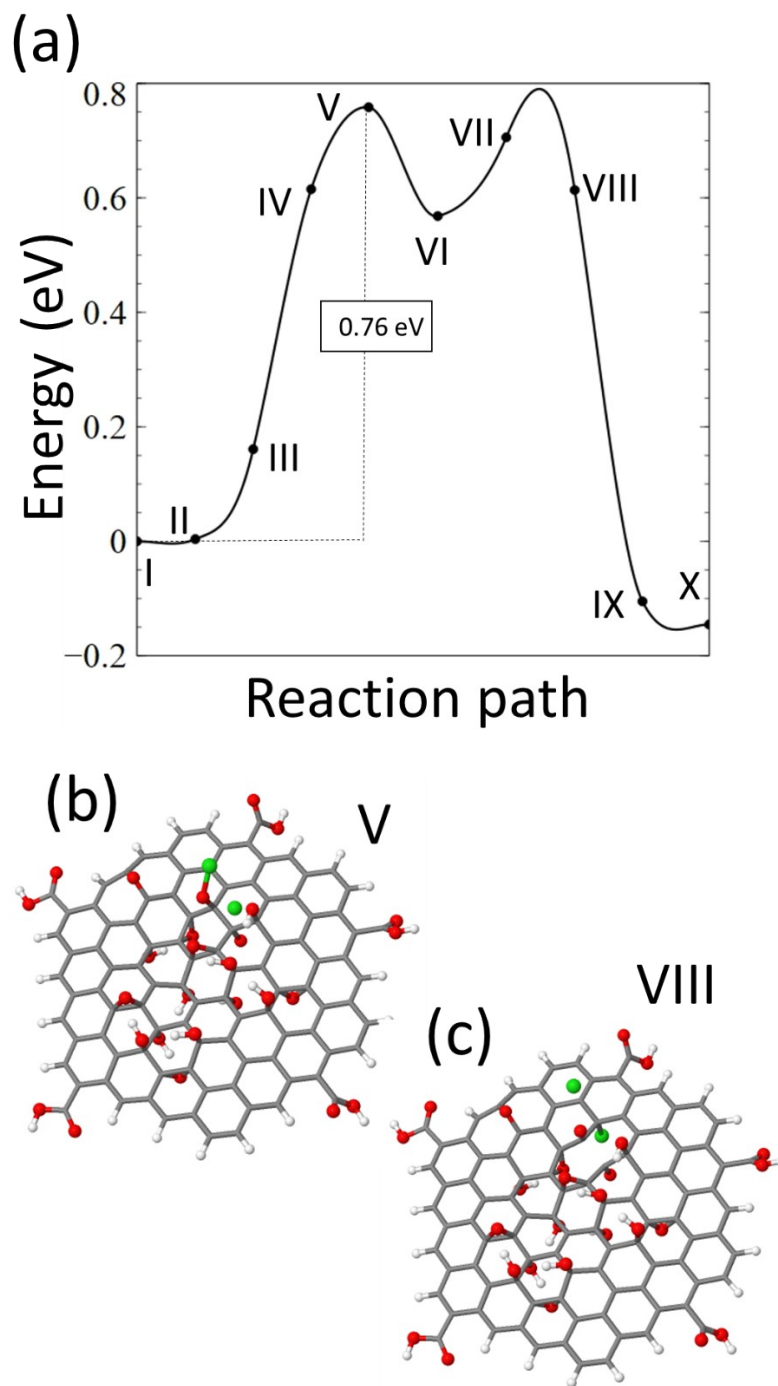 (a)
Energy (eV)
0.8
0.6
0.4
0.2
0
−0.2
V
VII
IV
VIII
VI
0.76 eV
III
II
I
IX
X
Reaction path
(b)
V
VIII
(c)